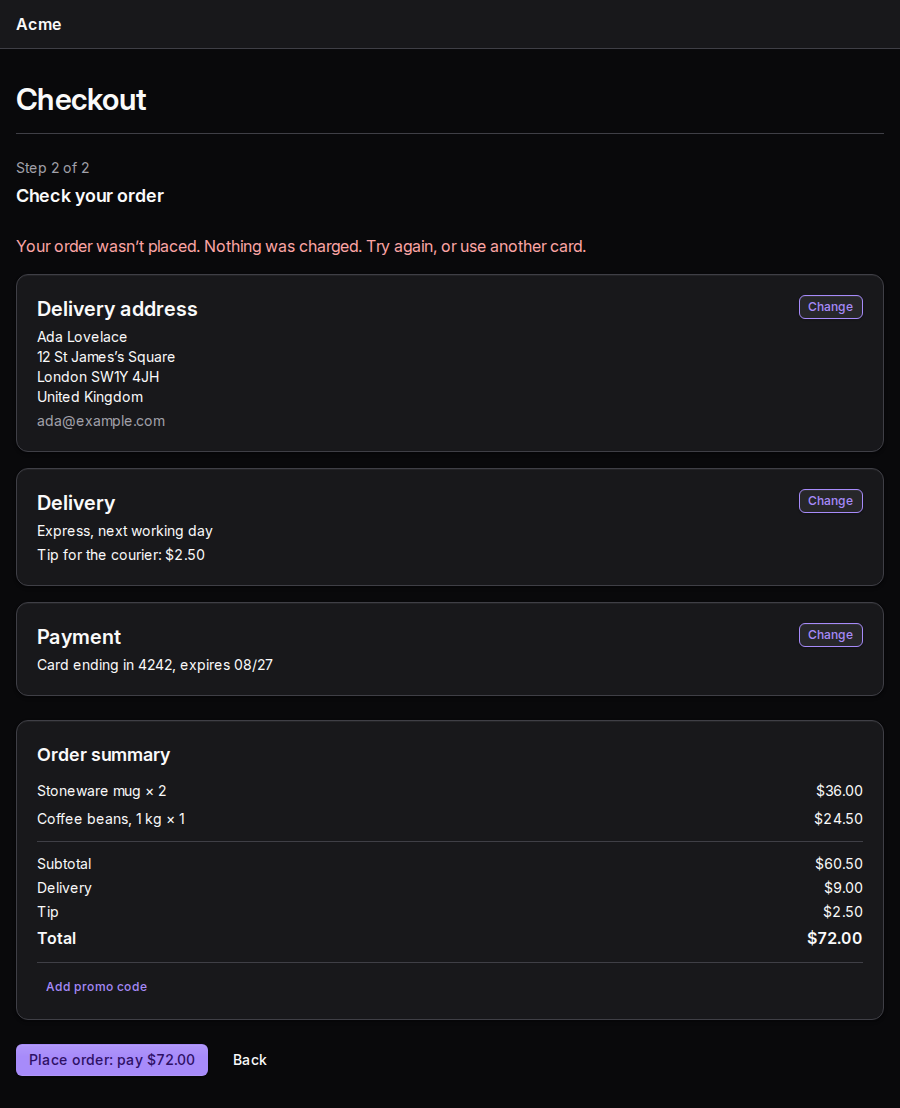 Acme
Checkout
Step 2 of 2
Check your order
Your order wasn’t placed. Nothing was charged. Try again, or use another card.
Delivery address
Change
Ada Lovelace
12 St James’s Square
London SW1Y 4JH
United Kingdom
ada@example.com
Delivery
Change
Express, next working day
Tip for the courier: $2.50
Payment
Change
Card ending in 4242, expires 08/27
Order summary
Stoneware mug × 2 $36.00
Coffee beans, 1 kg × 1 $24.50
Subtotal $60.50
Delivery $9.00
Tip $2.50
Total $72.00
Add promo code
Place order: pay $72.00 Back